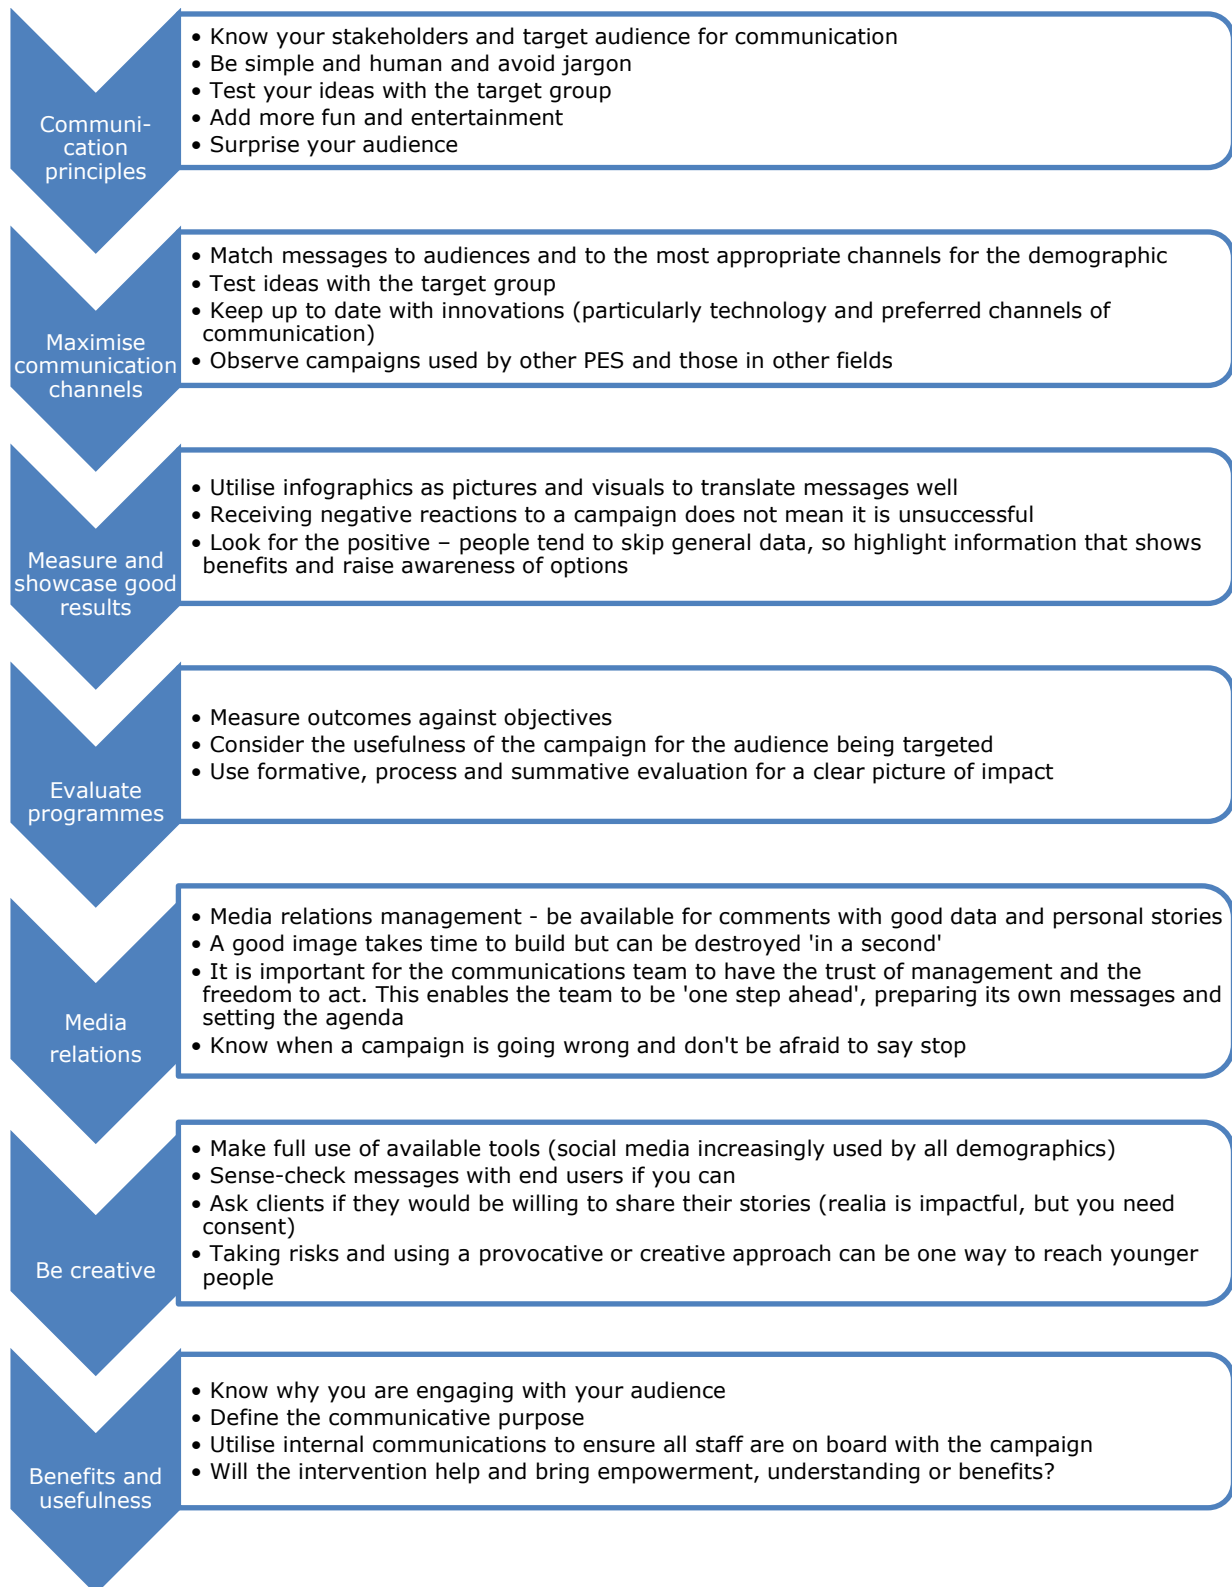 Communi-
cation
principles
• Know your stakeholders and target audience for communication
• Be simple and human and avoid jargon
• Test your ideas with the target group
• Add more fun and entertainment
• Surprise your audience
Maximise
communication
channels
• Match messages to audiences and to the most appropriate channels for the demographic
• Test ideas with the target group
• Keep up to date with innovations (particularly technology and preferred channels of
communication)
• Observe campaigns used by other PES and those in other fields
Measure and
showcase good
results
• Utilise infographics as pictures and visuals to translate messages well
• Receiving negative reactions to a campaign does not mean it is unsuccessful
• Look for the positive – people tend to skip general data, so highlight information that shows
benefits and raise awareness of options
Evaluate
programmes
• Measure outcomes against objectives
• Consider the usefulness of the campaign for the audience being targeted
• Use formative, process and summative evaluation for a clear picture of impact
Media
relations
• Media relations management - be available for comments with good data and personal stories
• A good image takes time to build but can be destroyed 'in a second'
• It is important for the communications team to have the trust of management and the
freedom to act. This enables the team to be 'one step ahead', preparing its own messages and
setting the agenda
• Know when a campaign is going wrong and don't be afraid to say stop
Be creative
• Make full use of available tools (social media increasingly used by all demographics)
• Sense-check messages with end users if you can
• Ask clients if they would be willing to share their stories (realia is impactful, but you need
consent)
• Taking risks and using a provocative or creative approach can be one way to reach younger
people
Benefits and
usefulness
• Know why you are engaging with your audience
• Define the communicative purpose
• Utilise internal communications to ensure all staff are on board with the campaign
• Will the intervention help and bring empowerment, understanding or benefits?